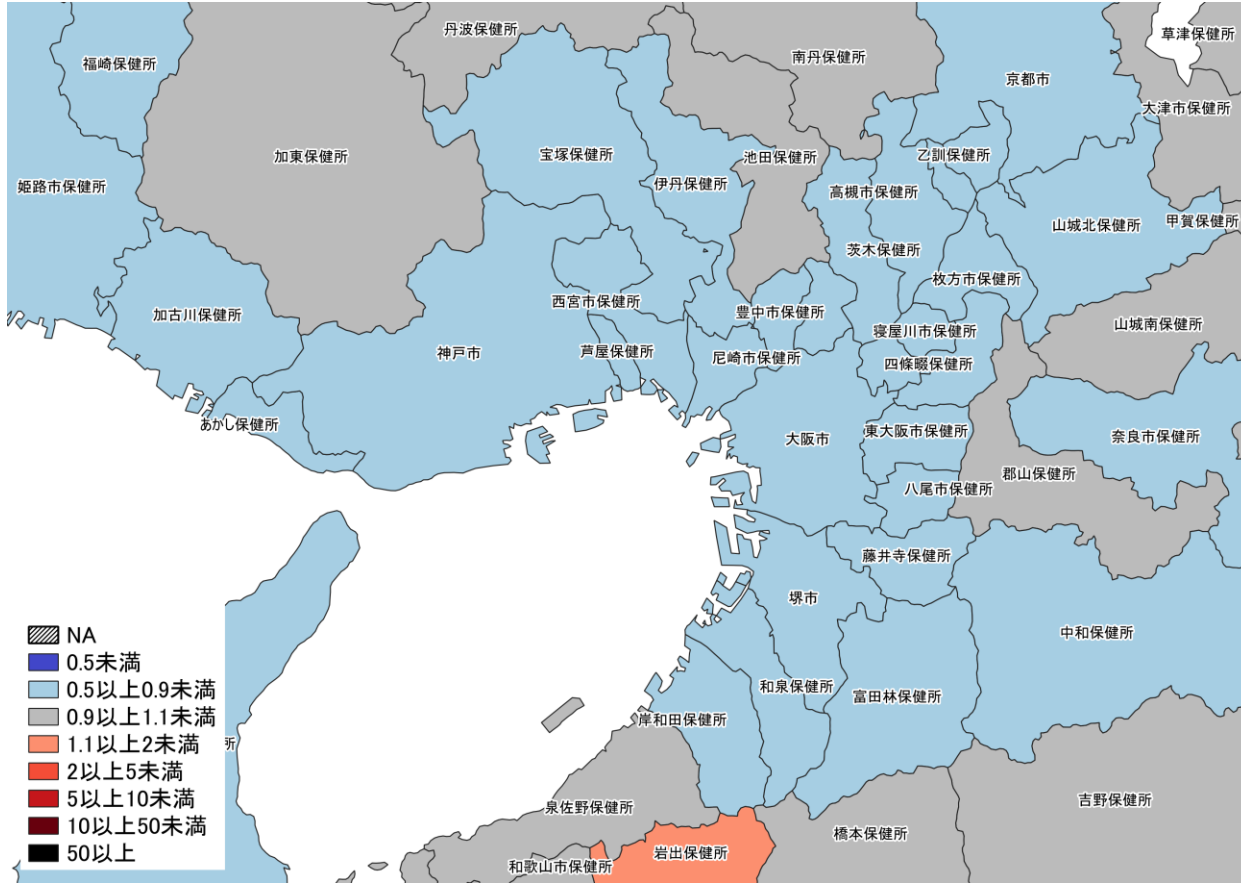 丹波保健所
草津保健所
福崎保健所
南丹保健所
京都市
大津市保健所
加東保健所
宝塚保健所
池田保健所
乙訓保健所
姫路市保健所
伊丹保健所
高槻市保健所
山城北保健所
甲賀保健所
茨木保健所
枚方市保健所
西宮市保健所
加古川保健所
豊中市保健所
山城南保健所
寝屋川市保健所
神戸市
芦屋保健所
尼崎市保健所
四條畷保健所
あかし保健所
大阪市
東大阪市保健所
奈良市保健所
郡山保健所
八尾市保健所
藤井寺保健所
堺市
中和保健所
和泉保健所
富田林保健所
岸和田保健所
所
泉佐野保健所
吉野保健所
橋本保健所
岩出保健所
和歌山市保健所
NA
0.5未満
0.5以上0.9未満
0.9以上1.1未満
1.1以上2未満
2以上5未満
5以上10未満
10以上50未満
50以上